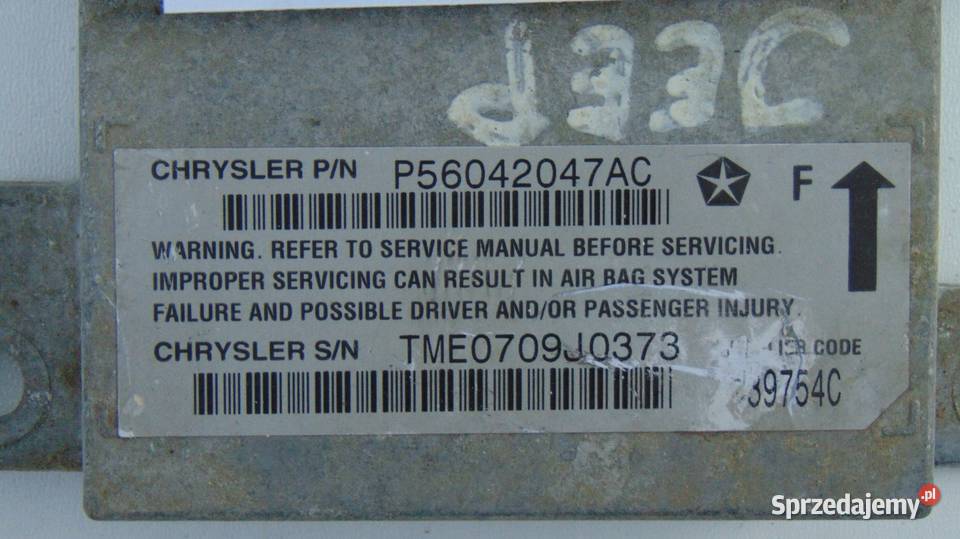 CHRYSLER P/N P56042047AC
F
WARNING. REFER TO SERVICE MANUAL BEFORE SERVICING.
IMPROPER SERVICING CAN RESULT IN AIR BAG SYSTEM
FAILURE AND POSSIBLE DRIVER AND/OR PASSENGER INJURY.
CHRYSLER S/N TME0709J0373 CODE
39754C
Sprzedajemy.pl